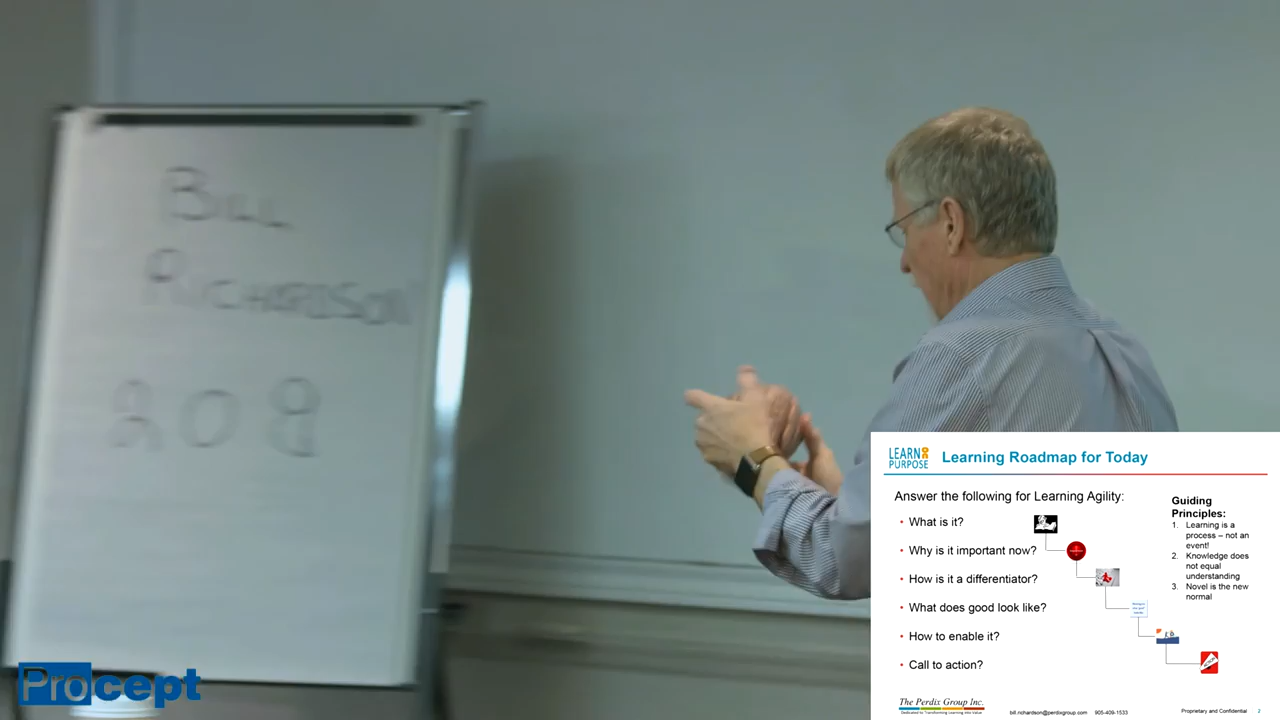 BILL
RICHARDSON
Procept
LEARN ON PURPOSE
Learning Roadmap for Today
Answer the following for Learning Agility:
• What is it?
• Why is it important now?
• How is it a differentiator?
• What does good look like?
• How to enable it?
• Call to action?
Guiding
Principles:
1. Learning is a
process – not an
event!
2. Knowledge does
not equal
understanding
3. Novel is the new
normal
The Perdix Group Inc.
Dedicated to Transforming Learning into Value
bill.richardson@perdixgroup.com 905-409-1533
Proprietary and Confidential 2